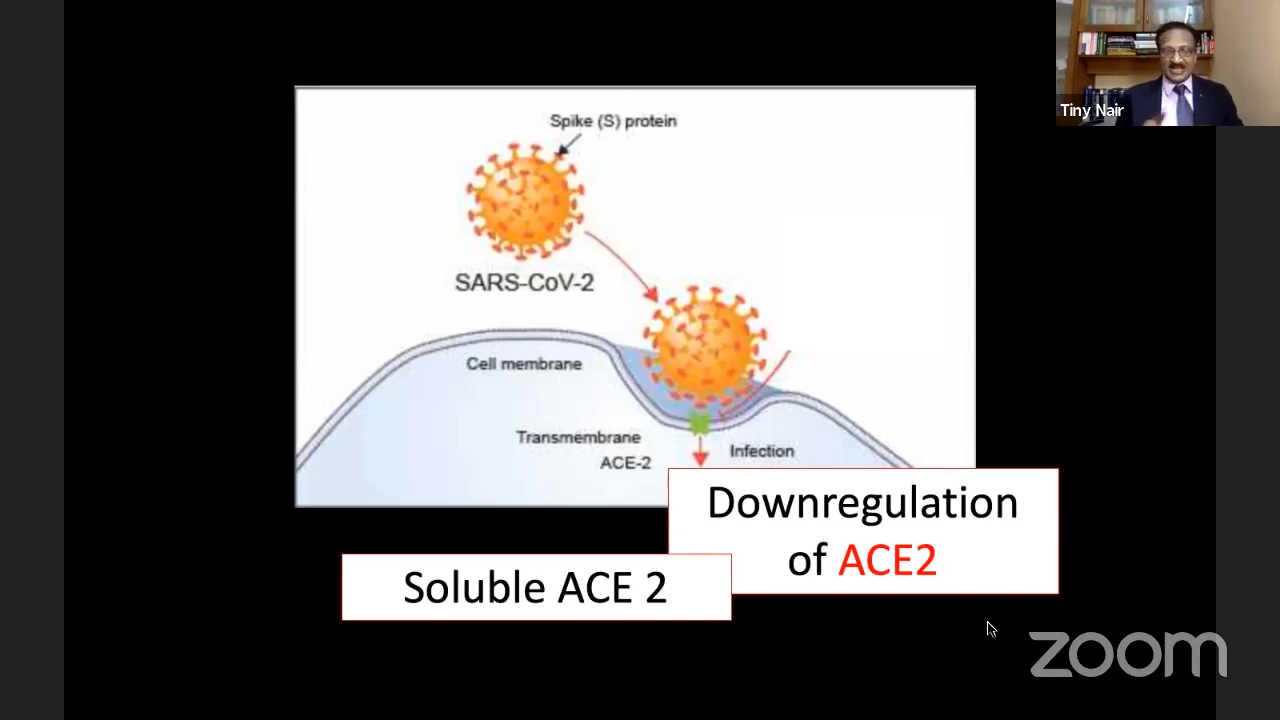 Tiny Nair
Spike (S) protein
SARS-CoV-2
Cell membrane
Transmembrane
ACE-2
Infection
Downregulation
of ACE2
Soluble ACE 2
zoom